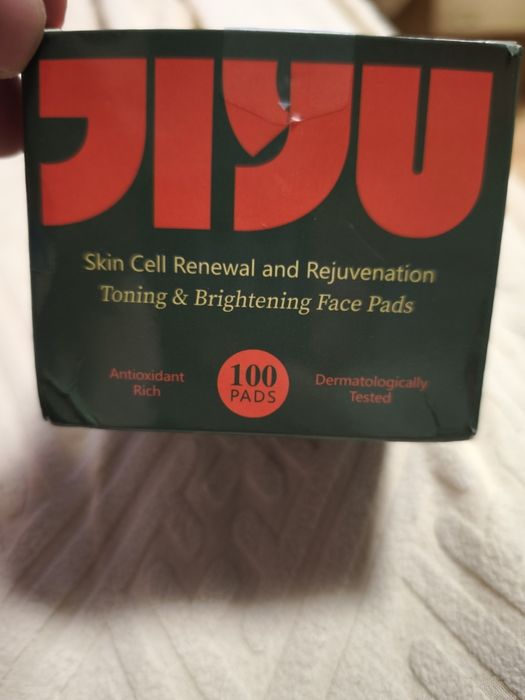 JIYU
Skin Cell Renewal and Rejuvenation
Toning & Brightening Face Pads
Antioxidant
Rich
100
PADS
Dermatologically
Tested